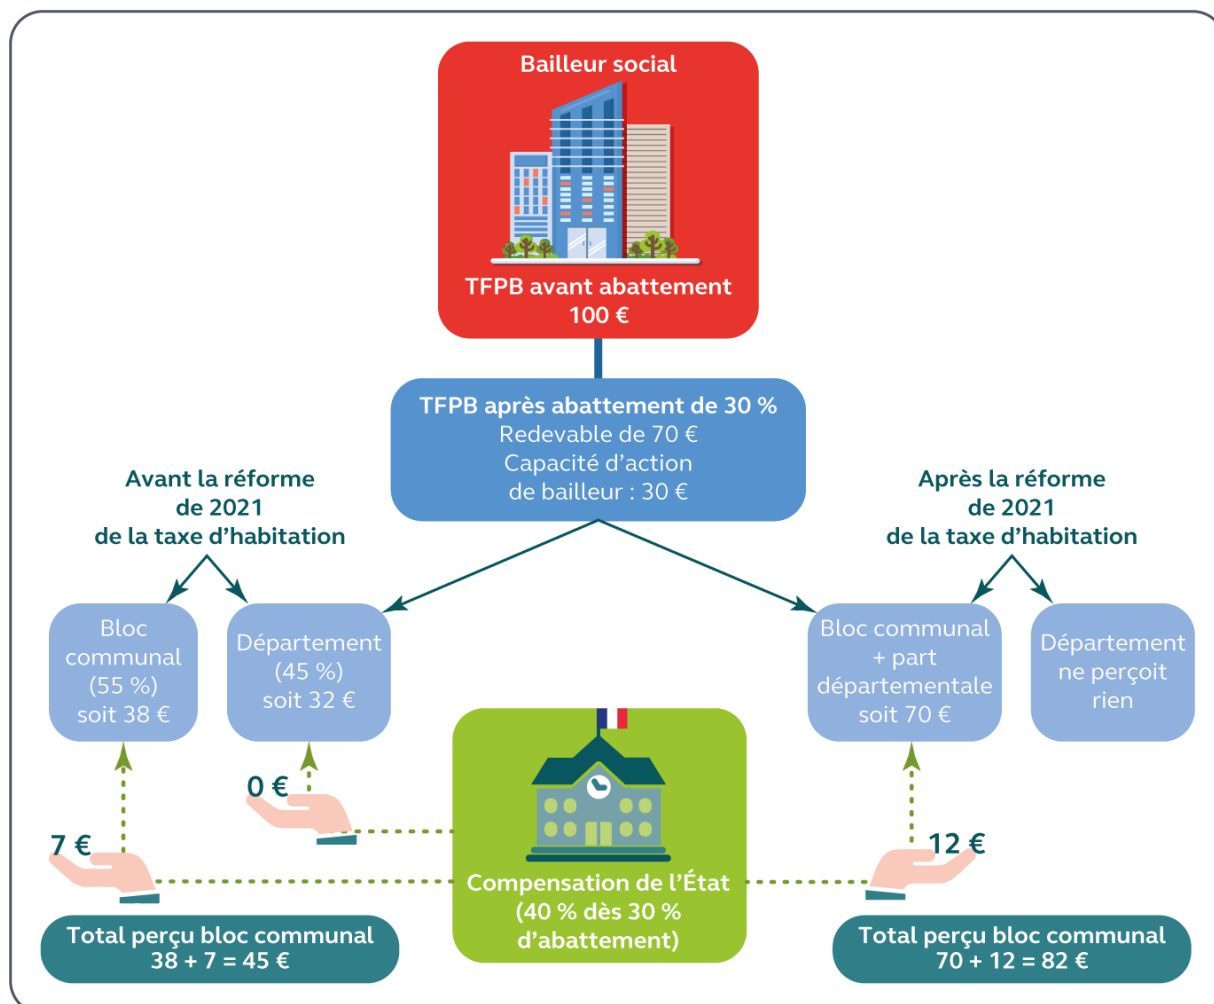 Bailleur social
TFPB avant abattement
100 €
TFPB après abattement de 30 %
Redevable de 70 €
Capacité d’action
de bailleur : 30 €
Avant la réforme
de 2021
de la taxe d’habitation
Après la réforme
de 2021
de la taxe d’habitation
Bloc
communal
(55 %)
soit 38 €
Département
(45 %)
soit 32 €
Bloc communal
+ part
départementale
soit 70 €
Département
ne perçoit
rien
0 €
7 €
12 €
Compensation de l’État
(40 % dès 30 %
d’abattement)
Total perçu bloc communal
38 + 7 = 45 €
Total perçu bloc communal
70 + 12 = 82 €